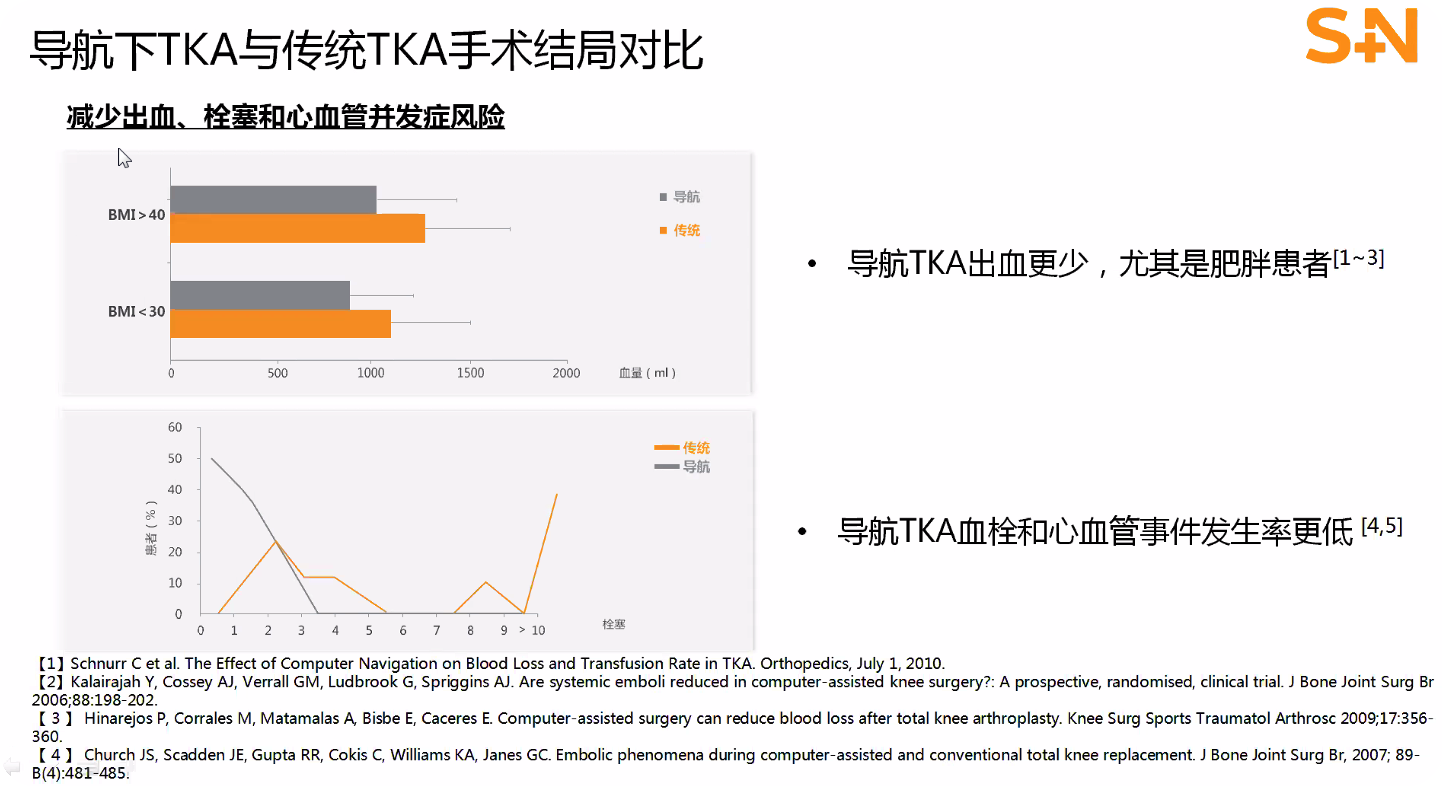 导航下TKA与传统TKA手术结局对比
S+N
减少出血、栓塞和心血管并发症风险
导航
传统
BMI>40
BMI<30
0 500 1000 1500 2000 血量（ml）
导航TKA出血更少，尤其是肥胖患者[1~3]
60
50
40
30
20
10
0
患者（%）
传统
导航
0 1 2 3 4 5 6 7 8 9 > 10 栓塞
导航TKA血栓和心血管事件发生率更低 [4,5]
【1】Schnurr C et al. The Effect of Computer Navigation on Blood Loss and Transfusion Rate in TKA. Orthopedics, July 1, 2010.
【2】Kalairajah Y, Cossey AJ, Verrall GM, Ludbrook G, Spriggins AJ. Are systemic emboli reduced in computer-assisted knee surgery?: A prospective, randomised, clinical trial. J Bone Joint Surg Br
2006;88:198-202.
【 3 】 Hinarejos P, Corrales M, Matamalas A, Bisbe E, Caceres E. Computer-assisted surgery can reduce blood loss after total knee arthroplasty. Knee Surg Sports Traumatol Arthrosc 2009;17:356-
360.
【 4 】 Church JS, Scadden JE, Gupta RR, Cokis C, Williams KA, Janes GC. Embolic phenomena during computer-assisted and conventional total knee replacement. J Bone Joint Surg Br, 2007; 89-
B(4):481-485.